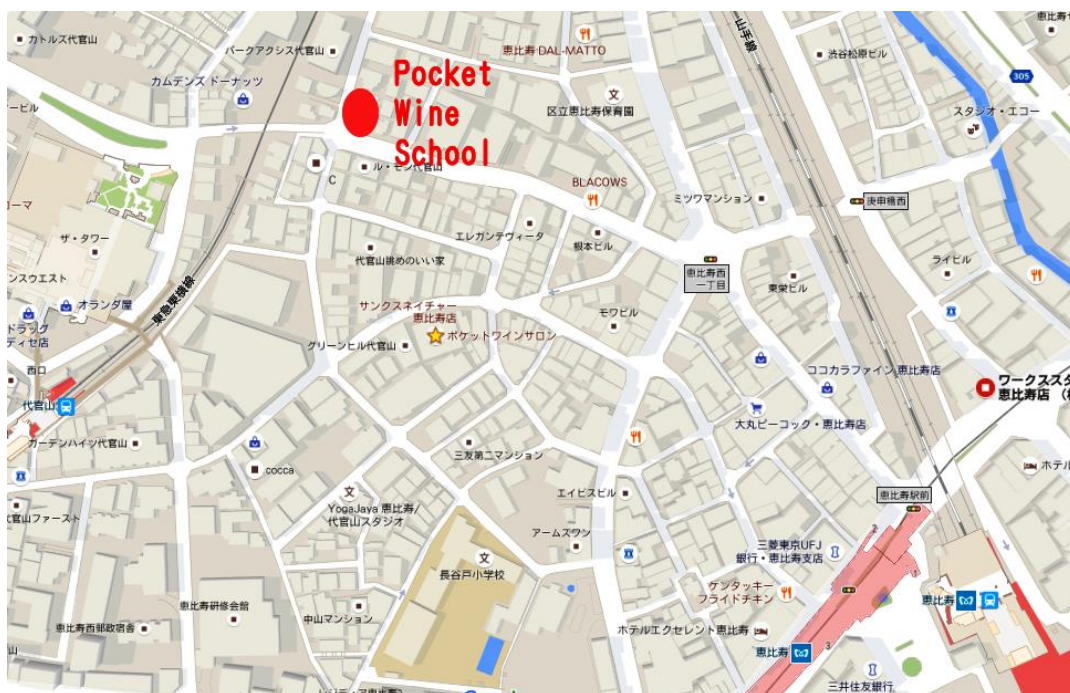 カトルズ代官山
パークアクシス代官山
カムデンズ ドーナッツ
恵比寿 DAL-MATTO
山手線
渋谷松原ビル
305
スタジオ・エコー
Pocket
Wine
School
区立恵比寿保育園
ル・モン代官山
C
BLACOWS
ミツワマンション
庚申橋西
ザ・タワー
エレガンテヴィータ
根本ビル
代官山眺めのいい家
恵比寿西
一丁目
東栄ビル
ライビル
オランダ屋
東急東横線
サンクスネイチャー
恵比寿店
ポケットワインサロン
モワビル
グリーンヒル代官山
西口
代官山
ココカラファイン 恵比寿店
大丸ピーコック・恵比寿店
ガーデンハイツ代官山
cocca
三友第二マンション
エイビスビル
恵比寿駅前
YogaJaya 恵比寿/
代官山スタジオ
アームズワン
三菱東京UFJ
銀行・恵比寿支店
長谷戸小学校
ケンタッキー
フライドチキン
恵比寿研修会館
中山マンション
恵比寿西郵政宿舎
ホテルエクセレント恵比寿
恵比寿
2
3
恵比寿
三井住友銀行